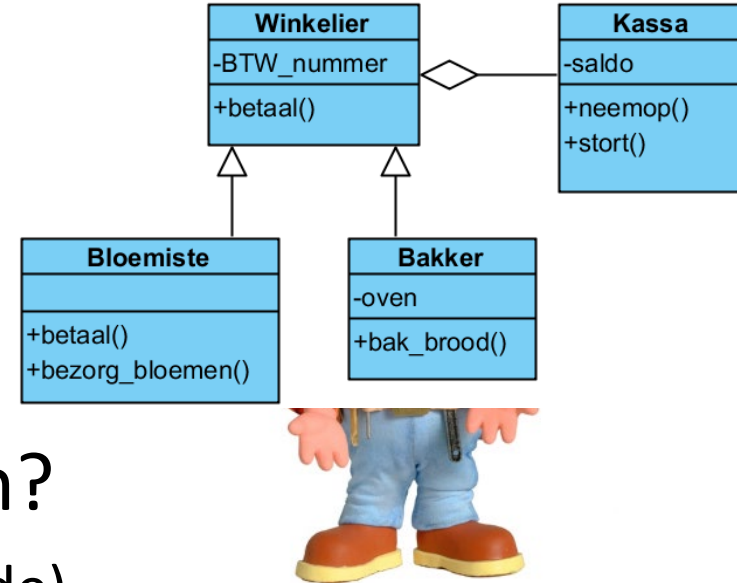 Winkelier
-BTW_nummer
+betaal()
Kassa
-saldo
+neemop()
+stort()
Bloemiste
+betaal()
+bezorg_bloemen()
Bakker
-oven
+bak_brood()